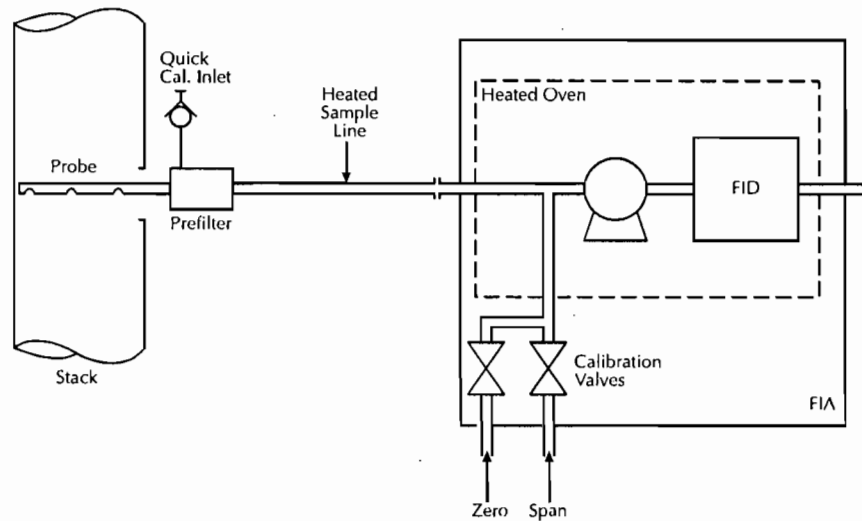 Quick
Cal. Inlet
Heated
Sample
Line
Heated Oven
Probe
FID
Prefilter
Stack
Calibration
Valves
FIA
Zero
Span